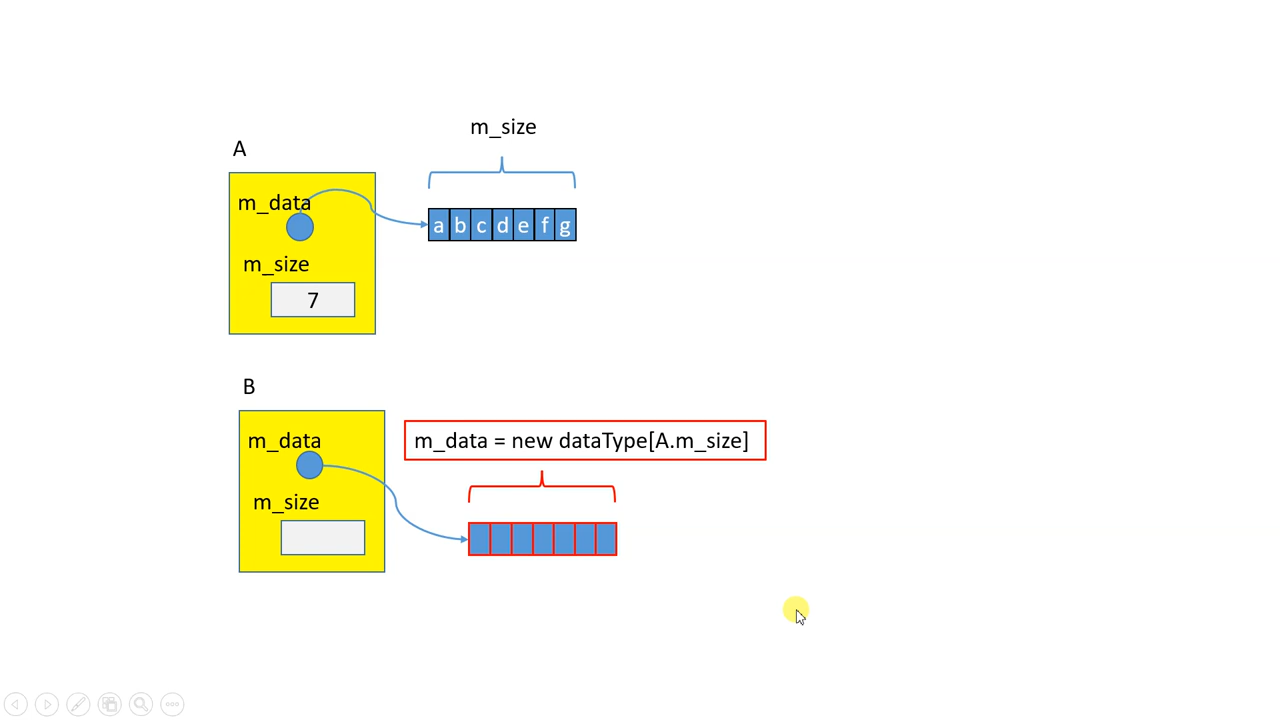 m_size
A
m_data
a b c d e f g
m_size
7
B
m_data
m_data = new dataType[A.m_size]
m_size